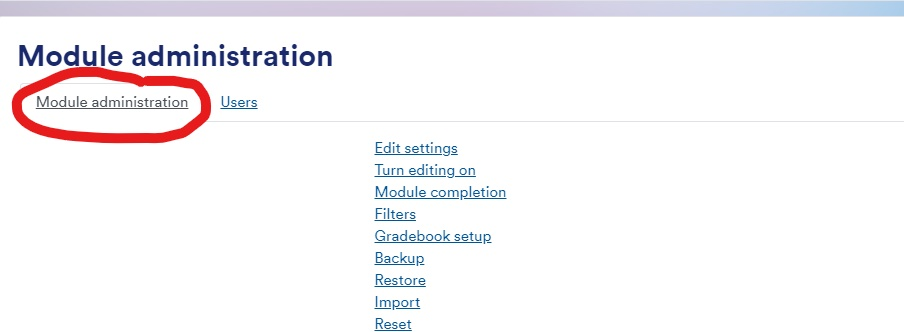 Module administration
Module administration Users
Edit settings
Turn editing on
Module completion
Filters
Gradebook setup
Backup
Restore
Import
Reset